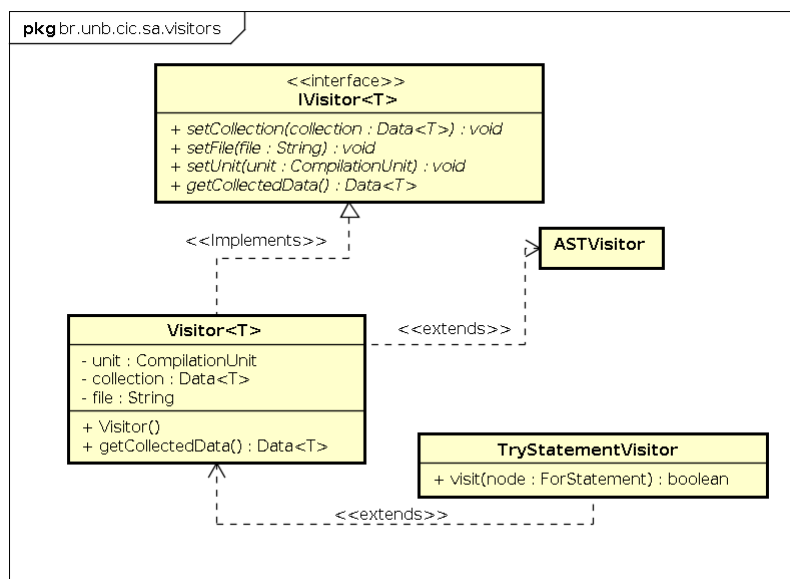 pkg br.unb.cic.sa.visitors
<<interface>>
IVisitor<T>
+ setCollection(collection : Data<T>) : void
+ setFile(file : String) : void
+ setUnit(unit : CompilationUnit) : void
+ getCollectedData() : Data<T>
<<Implements>>
ASTVisitor
<<extends>>
Visitor<T>
- unit : CompilationUnit
- collection : Data<T>
- file : String
+ Visitor()
+ getCollectedData() : Data<T>
TryStatementVisitor
+ visit(node : ForStatement) : boolean
<<extends>>